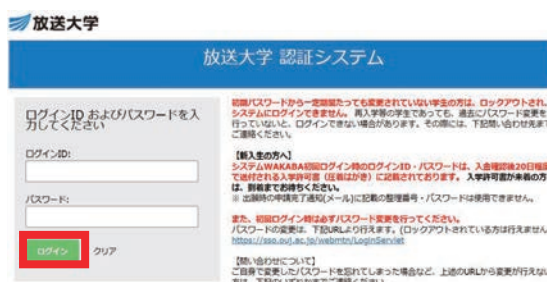 放送大学
放送大学 認証システム
ログインID およびパスワードを入
力してください
ログインID:
パスワード:
ログイン
クリア
初期パスワードから一定期間たっても変更されていない学生の方は、ロックアウトされ、
システムにログインできません。再入学等の学生であっても、過去にパスワード変更を
行っていないと、ログインできない場合があります。その際には、下記問い合わせ先まで
ご連絡ください。
【新入生の方へ】
システムWAKABA初回ログイン時のログインID・パスワードは、入金確認後20日程度
で送付される入学許可書（圧着はがき）に記載されております。入学許可書が未着の方
は、到着までお待ちください。
※ 出願時の申請完了通知(メール)に記載の整理番号・パスワードは使用できません。
また、初回ログイン時は必ずパスワード変更を行ってください。
パスワードの変更は、下記URLより行えます。(ロックアウトされている方は行えません
https://sso.ouj.ac.jp/webmtn/LoginServlet
【問い合わせについて】
ご自身で変更したパスワードを忘れてしまった場合など、上述のURLから変更が行えない